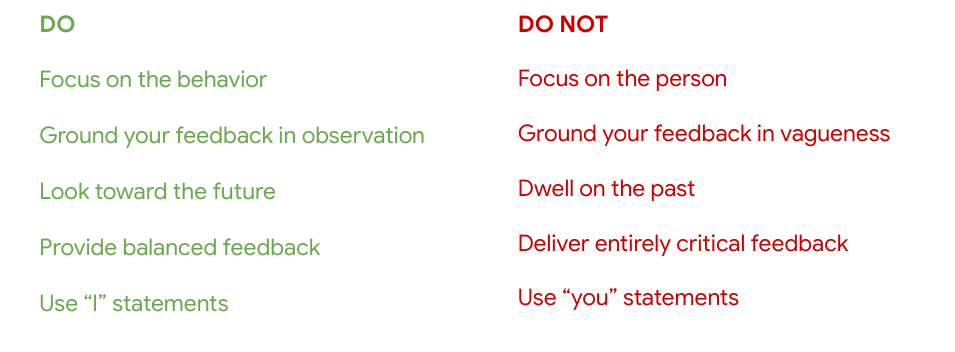 DO
Focus on the behavior
Ground your feedback in observation
Look toward the future
Provide balanced feedback
Use “I” statements
DO NOT
Focus on the person
Ground your feedback in vagueness
Dwell on the past
Deliver entirely critical feedback
Use “you” statements